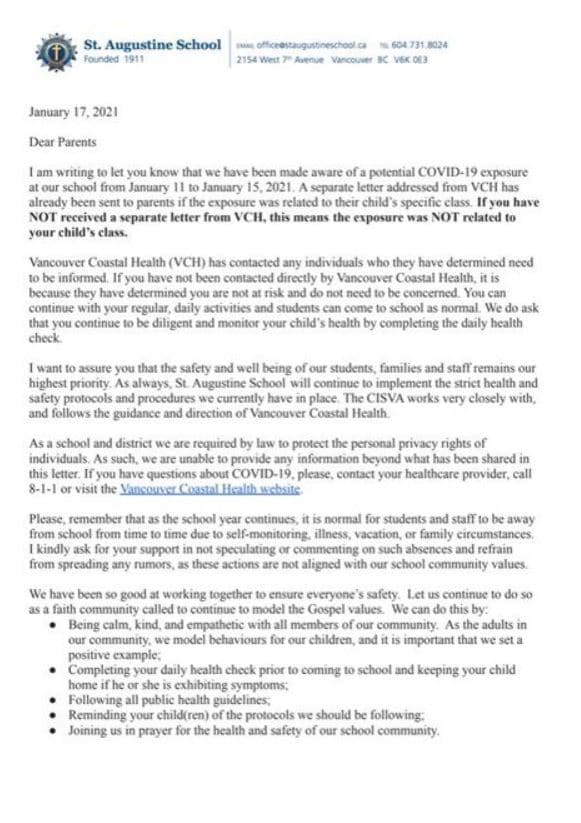 St. Augustine School
Founded 1911
EMAIL office@staugustineschool.ca TEL 604.731.8024
2154 West 7th Avenue Vancouver BC V6K 0E3
January 17, 2021
Dear Parents
I am writing to let you know that we have been made aware of a potential COVID-19 exposure
at our school from January 11 to January 15, 2021. A separate letter addressed from VCH has
already been sent to parents if the exposure was related to their child's specific class. If you have
NOT received a separate letter from VCH, this means the exposure was NOT related to
your child's class.
Vancouver Coastal Health (VCH) has contacted any individuals who they have determined need
to be informed. If you have not been contacted directly by Vancouver Coastal Health, it is
because they have determined you are not at risk and do not need to be concerned. You can
continue with your regular, daily activities and students can come to school as normal. We do ask
that you continue to be diligent and monitor your child's health by completing the daily health
check.
I want to assure you that the safety and well being of our students, families and staff remains our
highest priority. As always, St. Augustine School will continue to implement the strict health and
safety protocols and procedures we currently have in place. The CISVA works very closely with,
and follows the guidance and direction of Vancouver Coastal Health.
As a school and district we are required by law to protect the personal privacy rights of
individuals. As such, we are unable to provide any information beyond what has been shared in
this letter. If you have questions about COVID-19, please, contact your healthcare provider, call
8-1-1 or visit the Vancouver Coastal Health website.
Please, remember that as the school year continues, it is normal for students and staff to be away
from school from time to time due to self-monitoring, illness, vacation, or family circumstances.
I kindly ask for your support in not speculating or commenting on such absences and refrain
from spreading any rumors, as these actions are not aligned with our school community values.
We have been so good at working together to ensure everyone's safety. Let us continue to do so
as a faith community called to continue to model the Gospel values. We can do this by:
● Being calm, kind, and empathetic with all members of our community. As the adults in
our community, we model behaviours for our children, and it is important that we set a
positive example;
● Completing your daily health check prior to coming to school and keeping your child
home if he or she is exhibiting symptoms;
● Following all public health guidelines;
● Reminding your child(ren) of the protocols we should be following;
● Joining us in prayer for the health and safety of our school community.